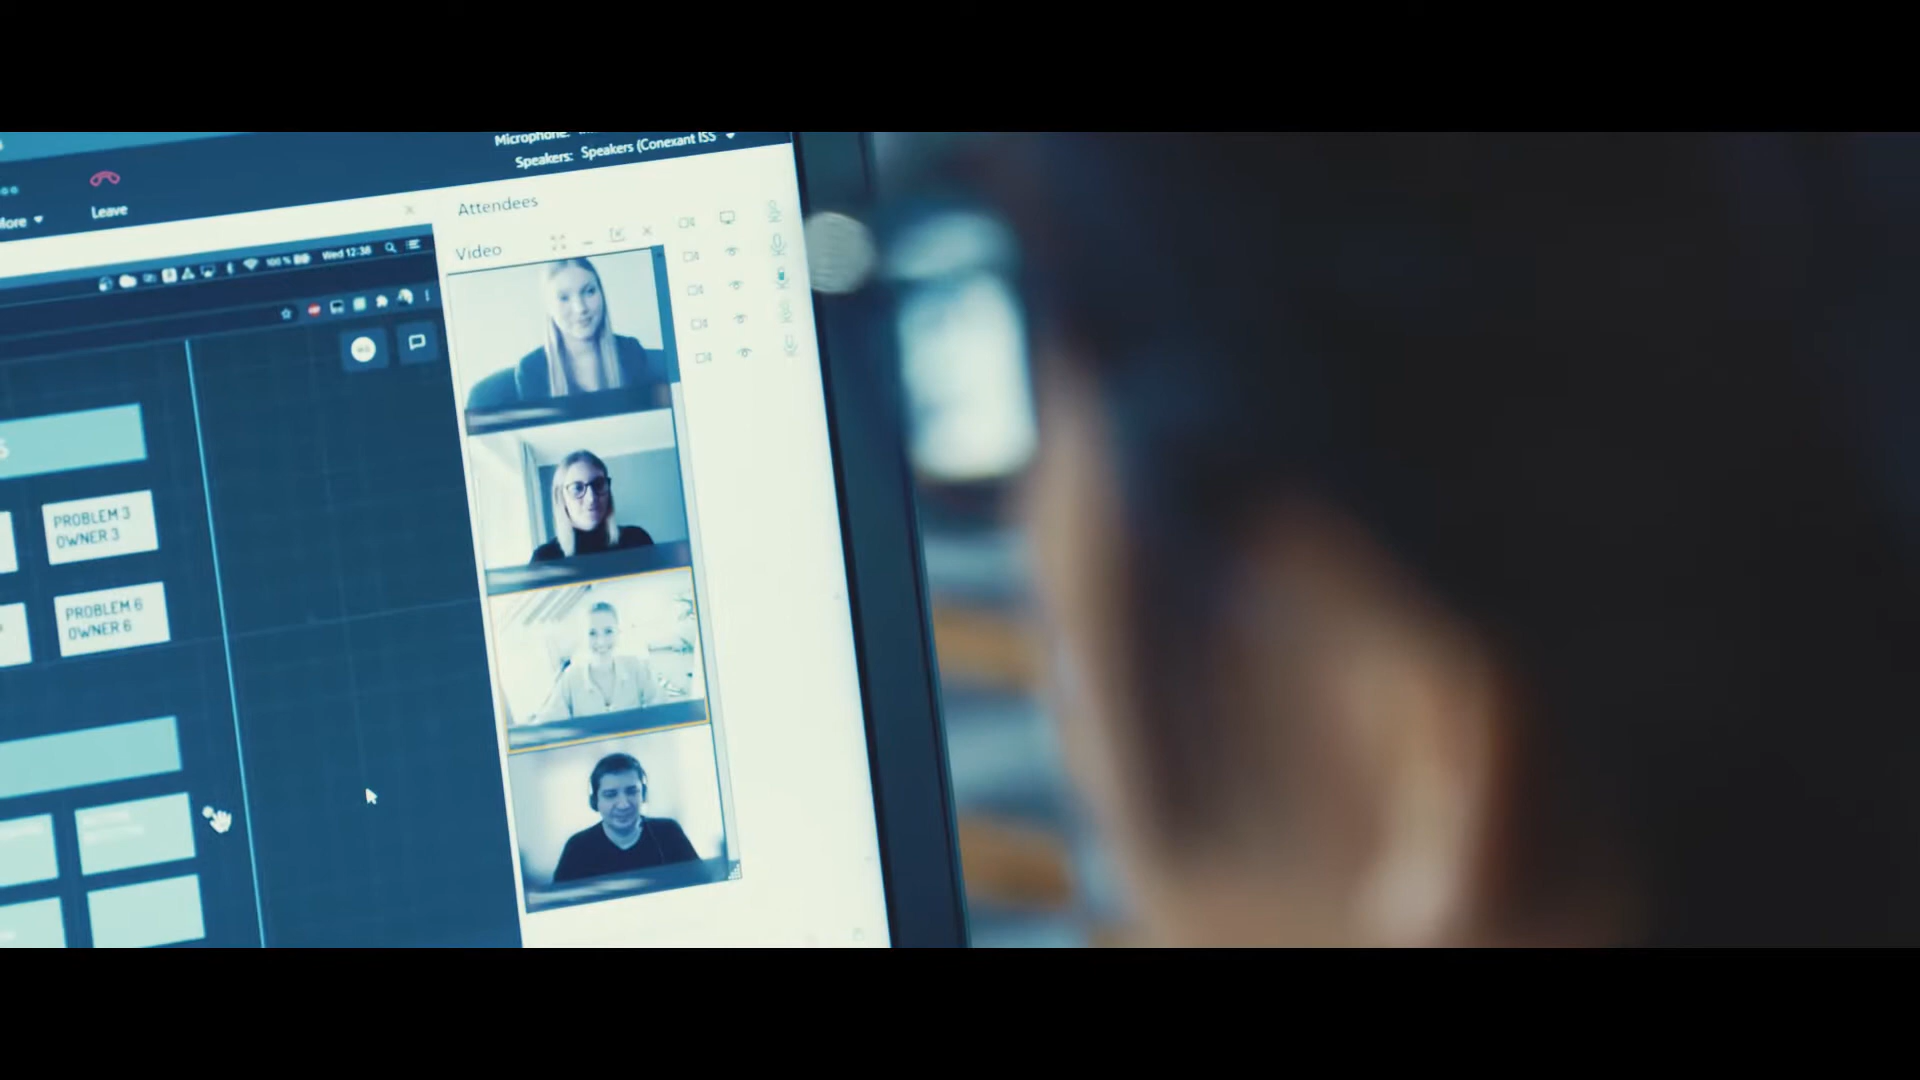 Microphone:
Speakers: Speakers (Conexant ISS
More
Leave
Attendees
Video
100 % Wed 12:38
S
PROBLEM 3
OWNER 3
PROBLEM 6
OWNER 6